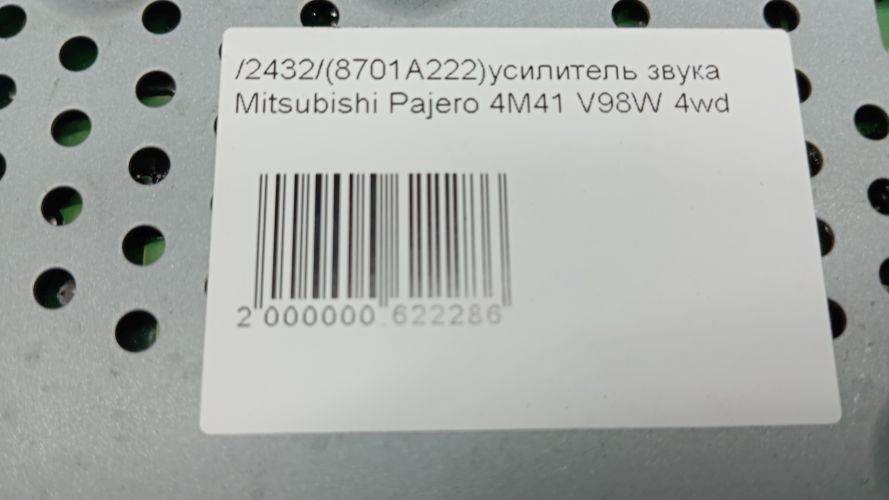 /2432/(8701A222)усилитель звука
Mitsubishi Pajero 4M41 V98W 4wd
2 000000 622286